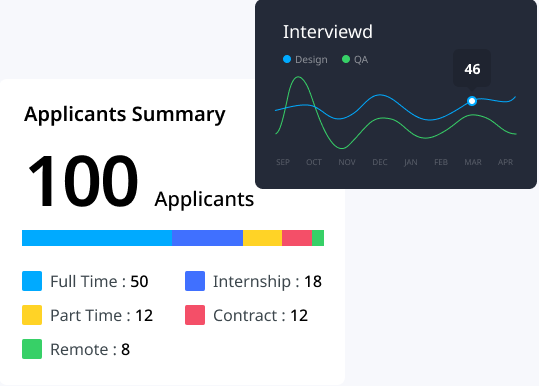 Interviewd
Design QA
46
SEP OCT NOV DEC JAN FEB MAR APR
Applicants Summary
100 Applicants
Full Time : 50 Internship : 18
Part Time : 12 Contract : 12
Remote : 8